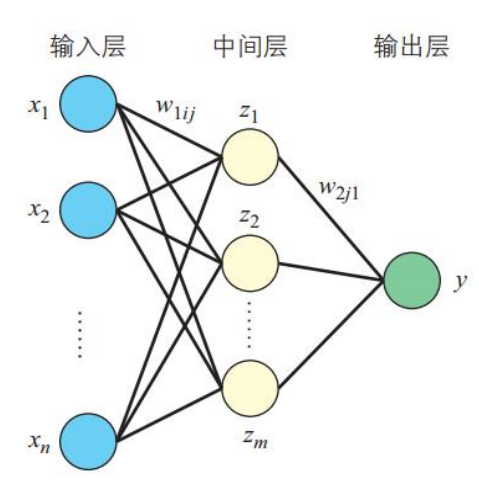 输入层 中间层 输出层
x1 w1ij z1
x2 w2j1
z2
y
……
……
xn zm